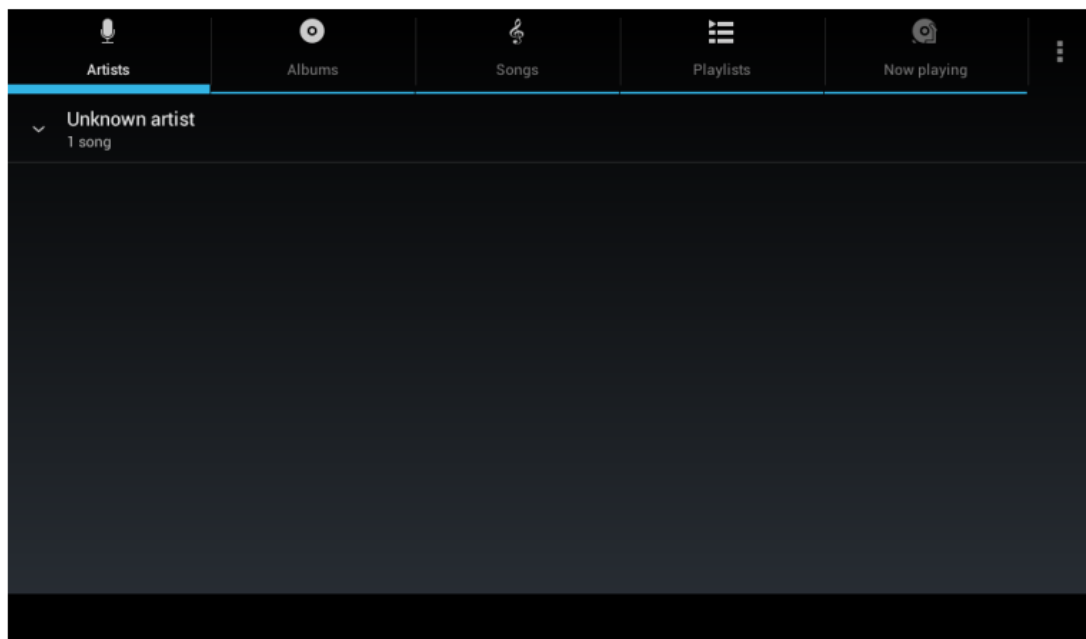 Artists
Albums
Songs
Playlists
Now playing
Unknown artist
1 song